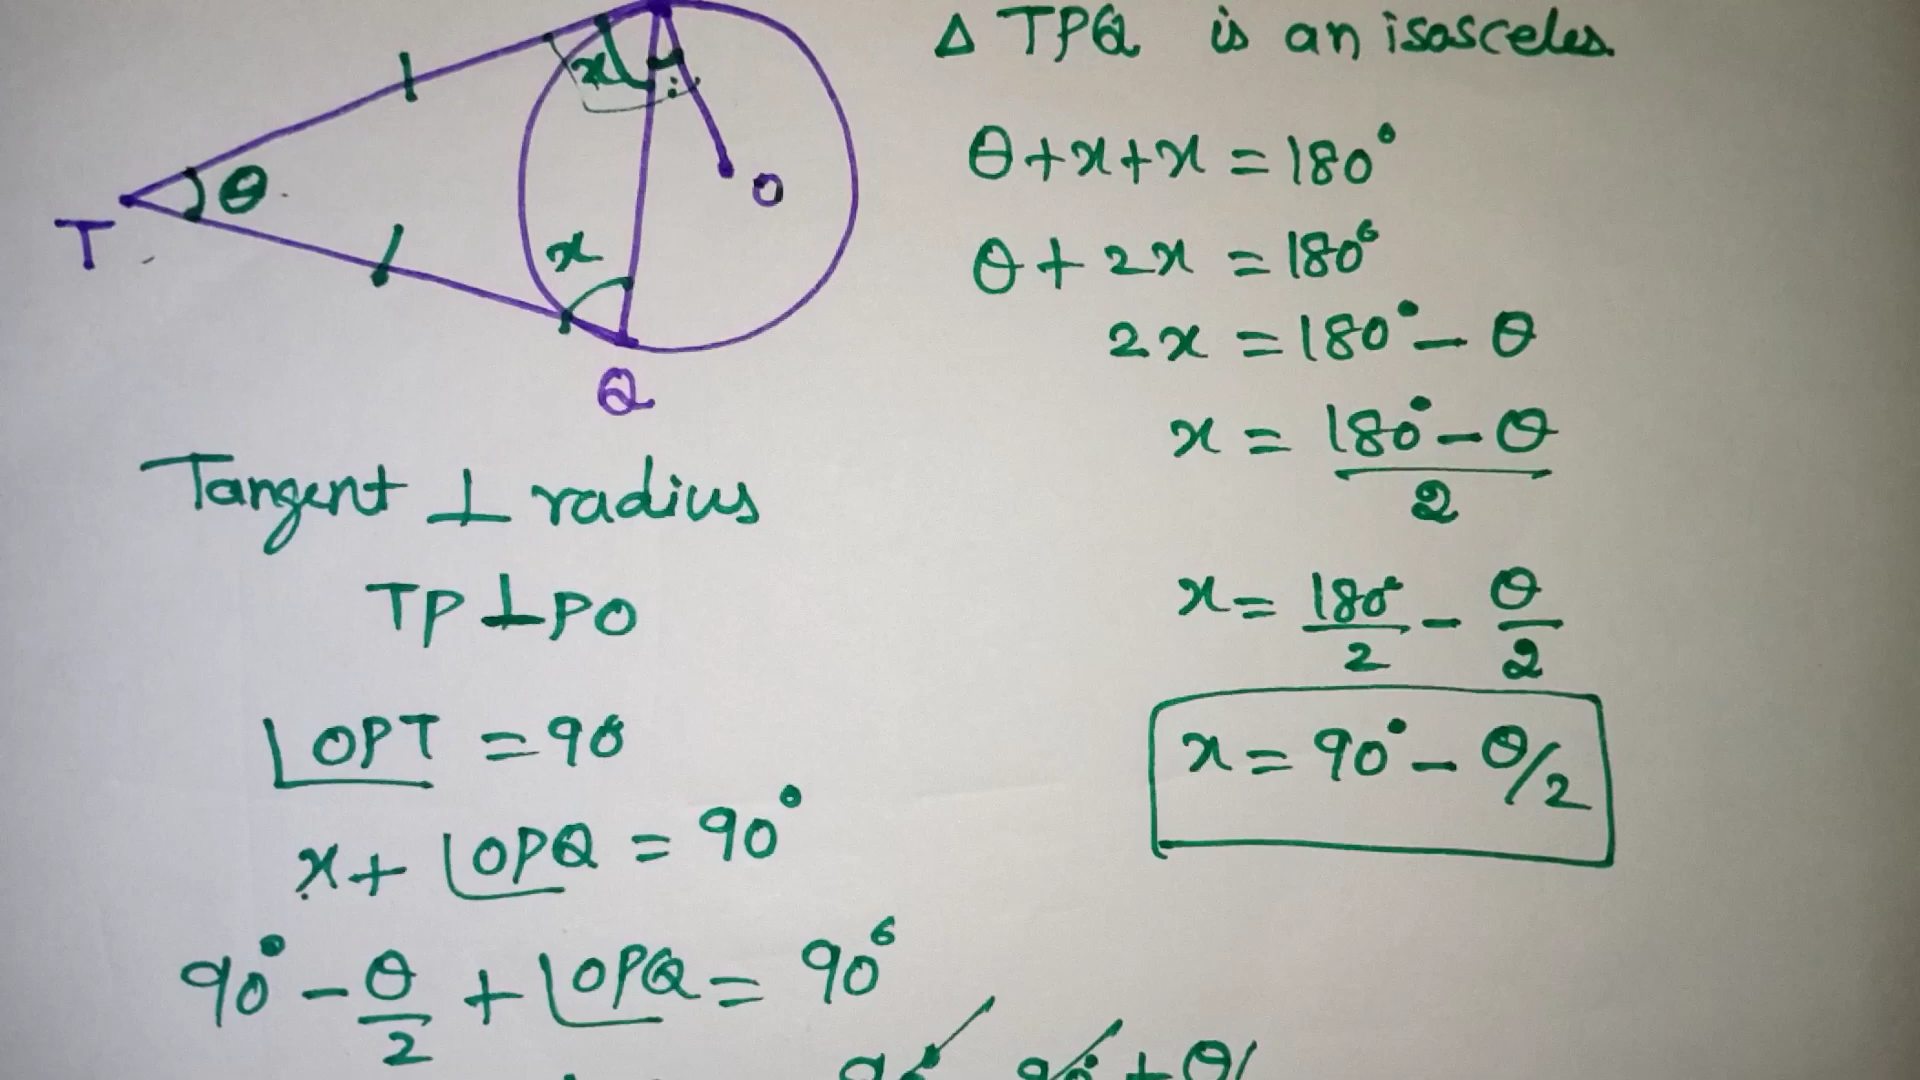 x
T
θ
O
x
Q
Δ TPQ is an isosceles
θ+x+x = 180°
θ + 2x = 180°
2x = 180° - θ
x = 180° - θ / 2
x = 180° / 2 - θ / 2
x = 90° - θ/2
Tangent ⊥ radius
TP ⊥ PO
∠OPT = 90°
x + ∠OPQ = 90°
90° - θ/2 + ∠OPQ = 90°